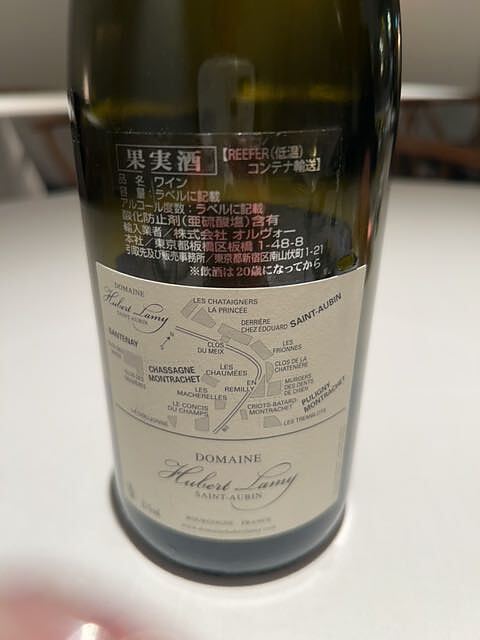 果実酒【REEFER(低温)
コンテナ輸送】
品名:ワイン
容量:ラベルに記載
アルコール度数:ラベルに記載
酸化防止剤(亜硫酸塩)含有
輸入業者/株式会社 オルヴォー
本社/東京都板橋区板橋 1-48-8
引取先及び販売事務所/東京都新宿区南山伏町1-21
※飲酒は20歳になってから
DOMAINE
Hubert Lamy
SAINT-AUBIN
LES CHATAIGNERS
LA PRINCÉE
DERRIÈRE
CHEZ EDOUARD
SAINT-AUBIN
SANTENAY
CLOS
DU MEIX
LES
FRIONNES
CHASSAGNE
MONTRACHET
LES
CHAUMÉES
EN
REMILLY
CLOS DE LA
CHATENIÈRE
MURGERS
DES DENTS
DE CHIEN
LES
MACHERELLES
CRIOTS-BATARD-
MONTRACHET
PULIGNY
MONTRACHET
LE CONCIS
DU CHAMPS
LES TREMBLOTS
DOMAINE
Hubert Lamy
SAINT-AUBIN
BOURGOGNE - FRANCE
www.domainehubertlamy.com